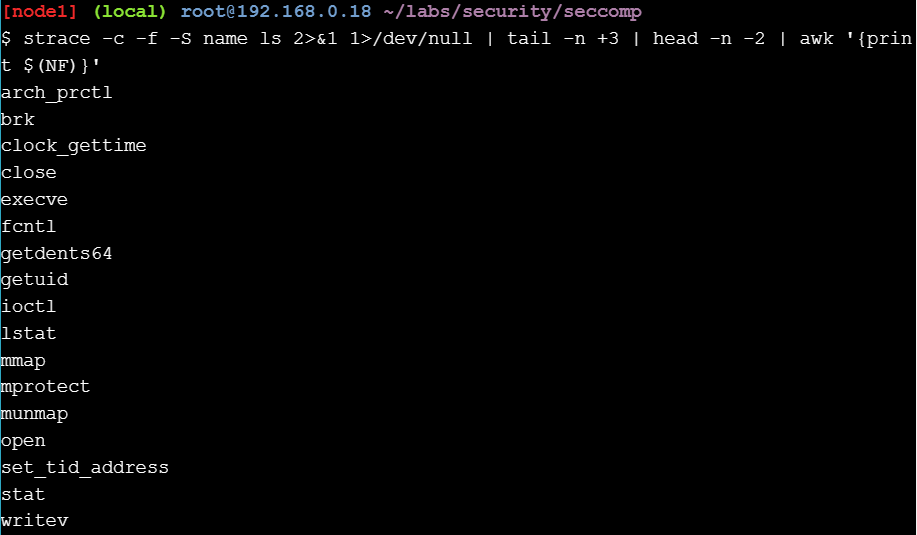 [node1] (local) root@192.168.0.18 ~/labs/security/seccomp
$ strace -c -f -S name ls 2>&1 1>/dev/null | tail -n +3 | head -n -2 | awk '{prin
t $(NF)}'
arch_prctl
brk
clock_gettime
close
execve
fcntl
getdents64
getuid
ioctl
lstat
mmap
mprotect
munmap
open
set_tid_address
stat
writev